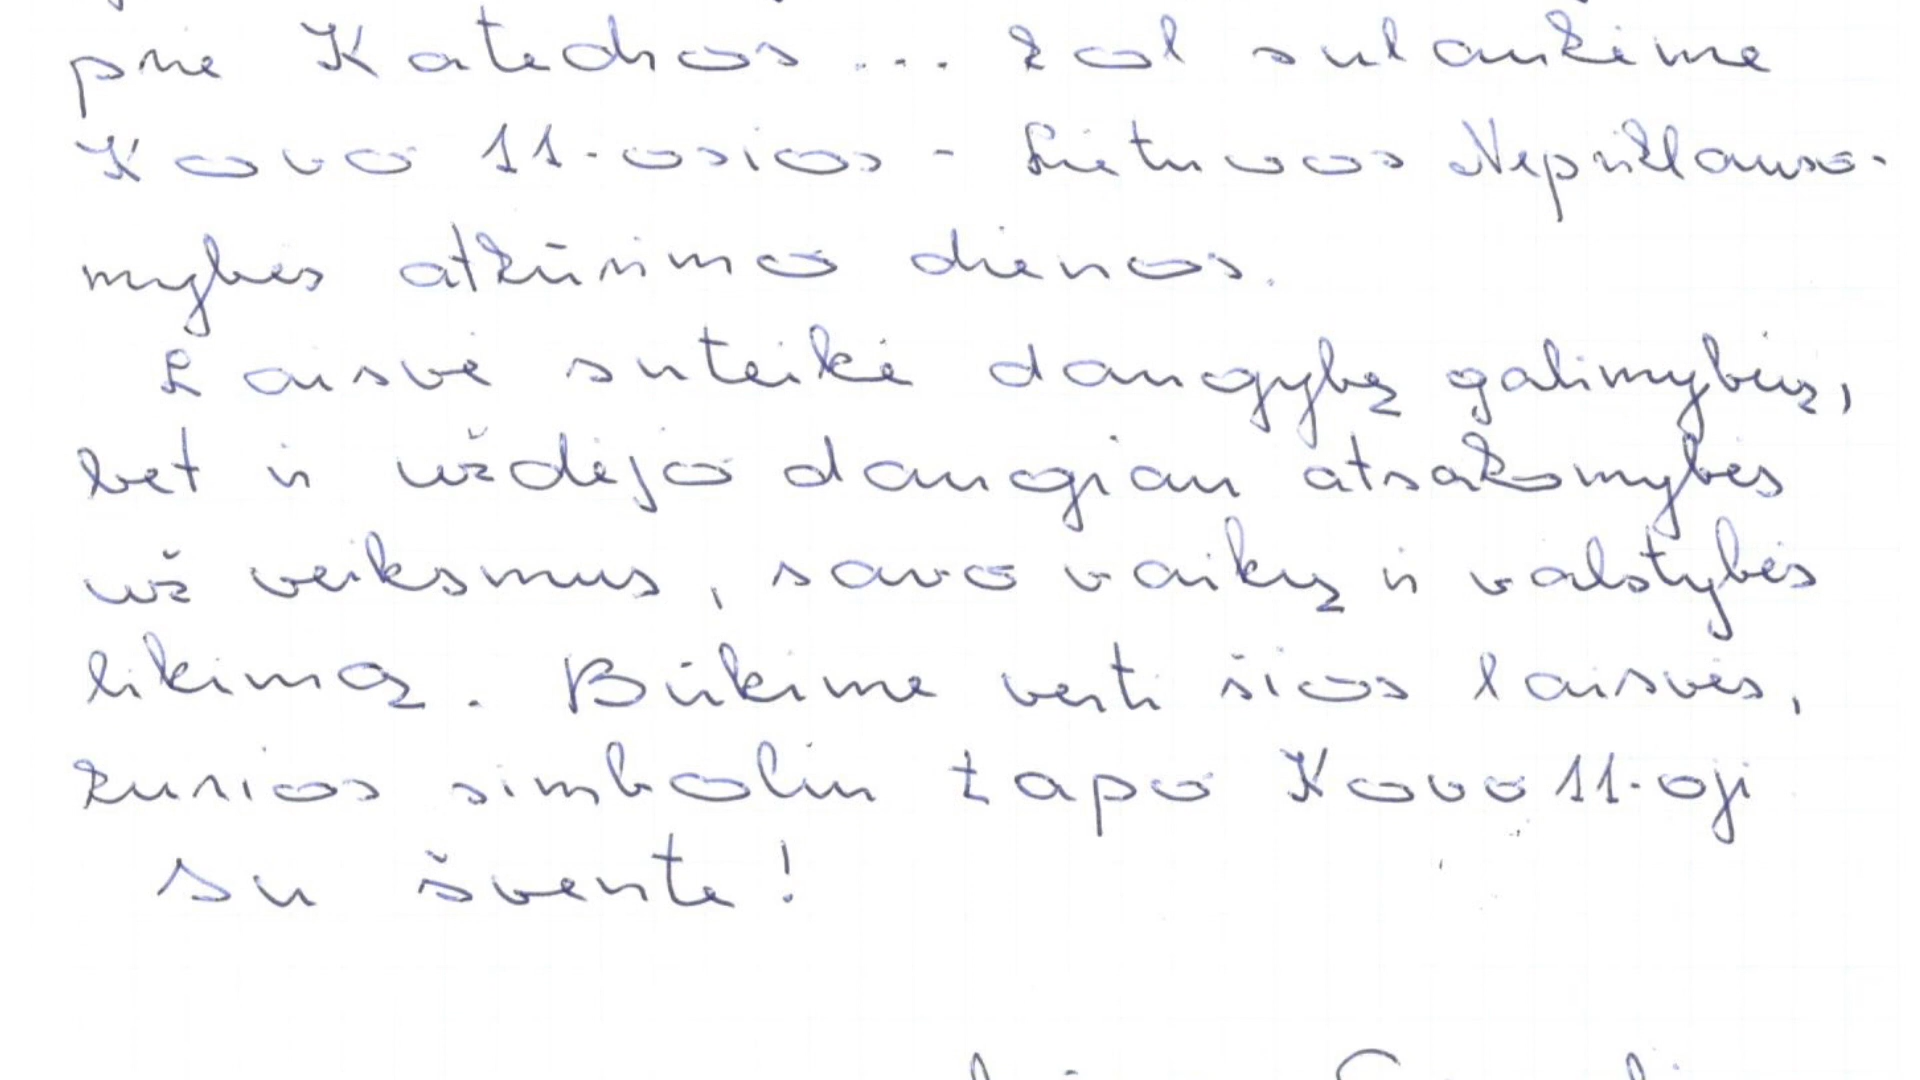 prie Katedros ... kol sulaukėme
Kovo 11-osios - Lietuvos Nepriklauso-
mybės atkūrimo dienos.
Laisvė suteikė daugybę galimybių,
bet ir uždėjo daugiau atsakomybės
už veiksmus, savo vaikų ir valstybės
likimą. Būkime verti šios laisvės,
kurios simboliu tapo Kovo 11-oji
Su švente!